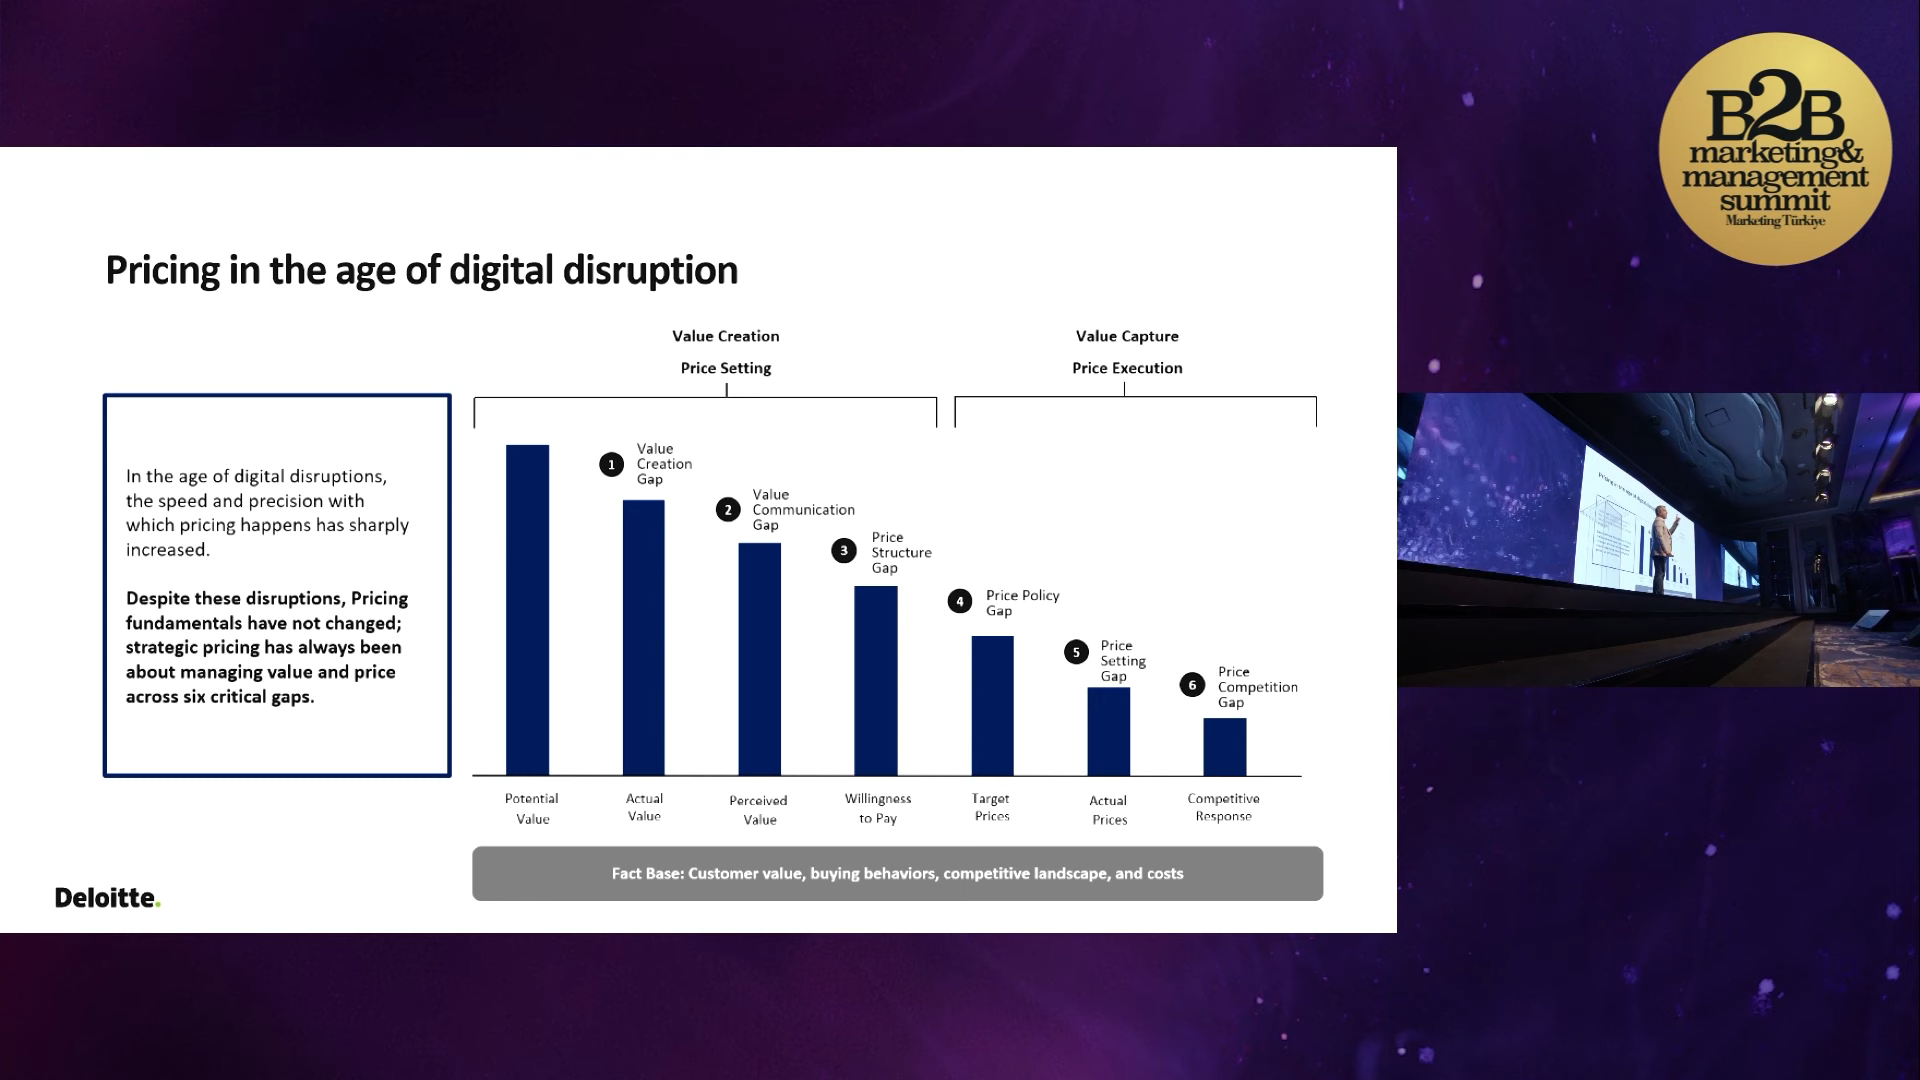 B2B
marketing&
management
summit
Marketing Türkiye
Pricing in the age of digital disruption
Value Creation
Price Setting
Value Capture
Price Execution
In the age of digital disruptions,
the speed and precision with
which pricing happens has sharply
increased.
Despite these disruptions, Pricing
fundamentals have not changed;
strategic pricing has always been
about managing value and price
across six critical gaps.
1
Value
Creation
Gap
2
Value
Communication
Gap
3
Price
Structure
Gap
4
Price Policy
Gap
5
Price
Setting
Gap
6
Price
Competition
Gap
Potential
Value
Actual
Value
Perceived
Value
Willingness
to Pay
Target
Prices
Actual
Prices
Competitive
Response
Fact Base: Customer value, buying behaviors, competitive landscape, and costs
Deloitte.